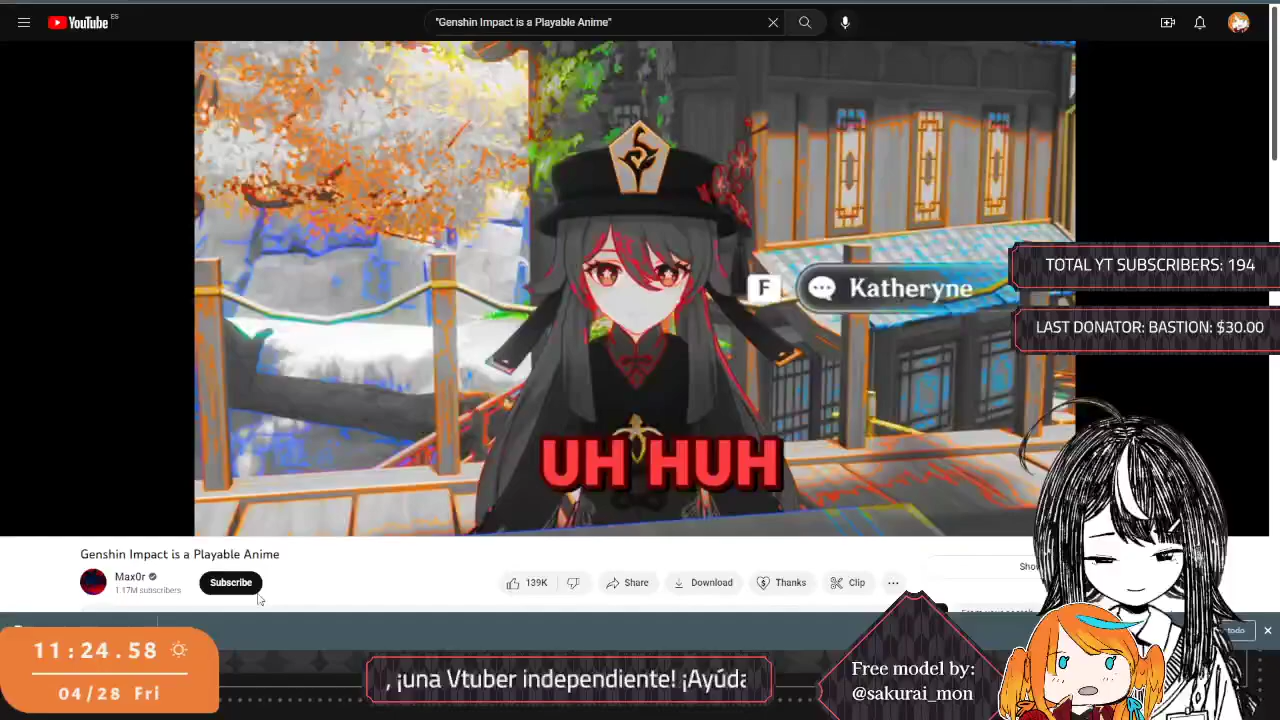 YouTube ES
"Genshin Impact is a Playable Anime"
TOTAL YT SUBSCRIBERS: 194
F
Katheryne
LAST DONATOR: BASTION: $30.00
UH HUH
Genshin Impact is a Playable Anime
Max0r
1.17M subscribers
Subscribe
139K
Share
Download
Thanks
Clip
todo
11:24.58
04/28 Fri
, ¡una Vtuber independiente! ¡Ayúda
Free model by:
@sakurai_mon